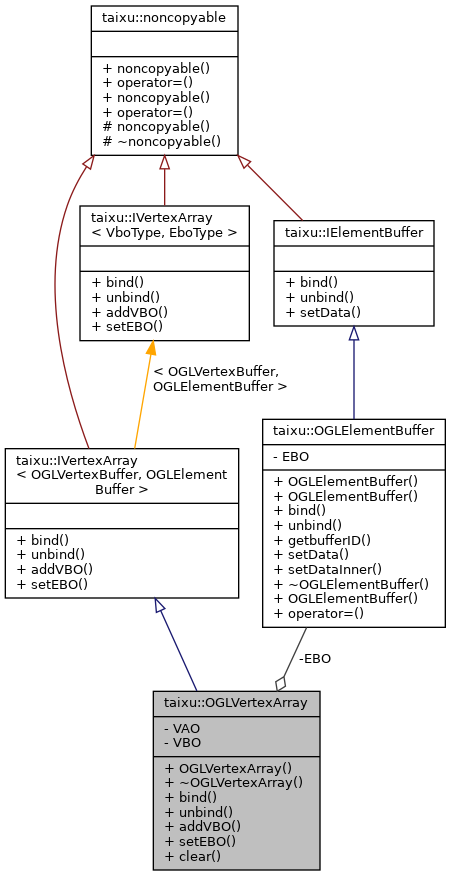 taixu::noncopyable
+ noncopyable()
+ operator=()
+ noncopyable()
+ operator=()
# noncopyable()
# ~noncopyable()
taixu::IVertexArray
< VboType, EboType >
+ bind()
+ unbind()
+ addVBO()
+ setEBO()
taixu::IElementBuffer
+ bind()
+ unbind()
+ setData()
< OGLVertexBuffer,
OGLElementBuffer >
taixu::IVertexArray
< OGLVertexBuffer, OGLElement
Buffer >
+ bind()
+ unbind()
+ addVBO()
+ setEBO()
taixu::OGLElementBuffer
- EBO
+ OGLElementBuffer()
+ OGLElementBuffer()
+ bind()
+ unbind()
+ getbufferID()
+ setData()
+ setDataInner()
+ ~OGLElementBuffer()
+ OGLElementBuffer()
+ operator=()
-EBO
taixu::OGLVertexArray
- VAO
- VBO
+ OGLVertexArray()
+ ~OGLVertexArray()
+ bind()
+ unbind()
+ addVBO()
+ setEBO()
+ clear()